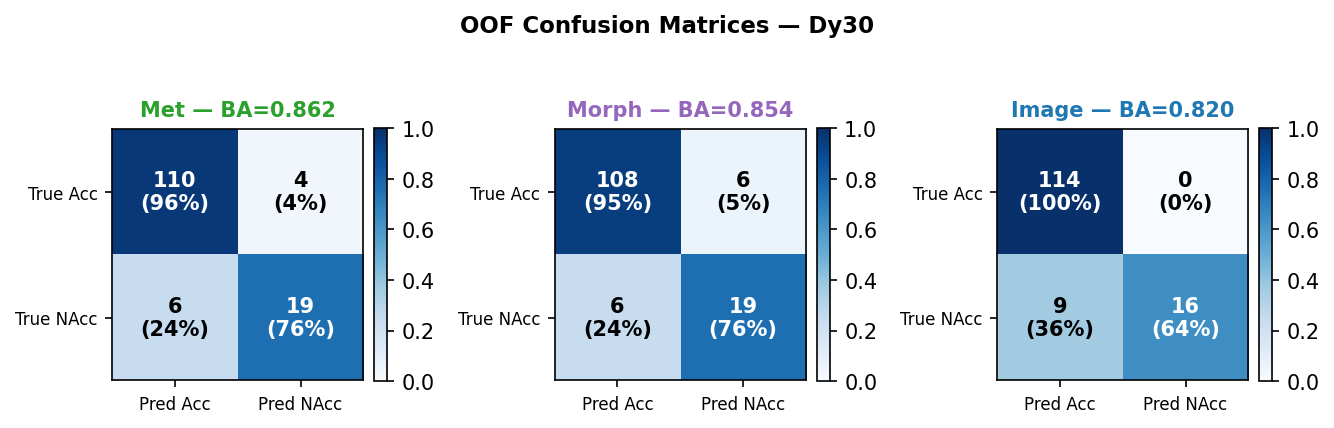 OOF Confusion Matrices — Dy30
Met — BA=0.862
True Acc
True NAcc
110
(96%)
4
(4%)
6
(24%)
19
(76%)
Pred Acc
Pred NAcc
1.0
0.8
0.6
0.4
0.2
0.0
Morph — BA=0.854
True Acc
True NAcc
108
(95%)
6
(5%)
6
(24%)
19
(76%)
Pred Acc
Pred NAcc
1.0
0.8
0.6
0.4
0.2
0.0
Image — BA=0.820
True Acc
True NAcc
114
(100%)
0
(0%)
9
(36%)
16
(64%)
Pred Acc
Pred NAcc
1.0
0.8
0.6
0.4
0.2
0.0